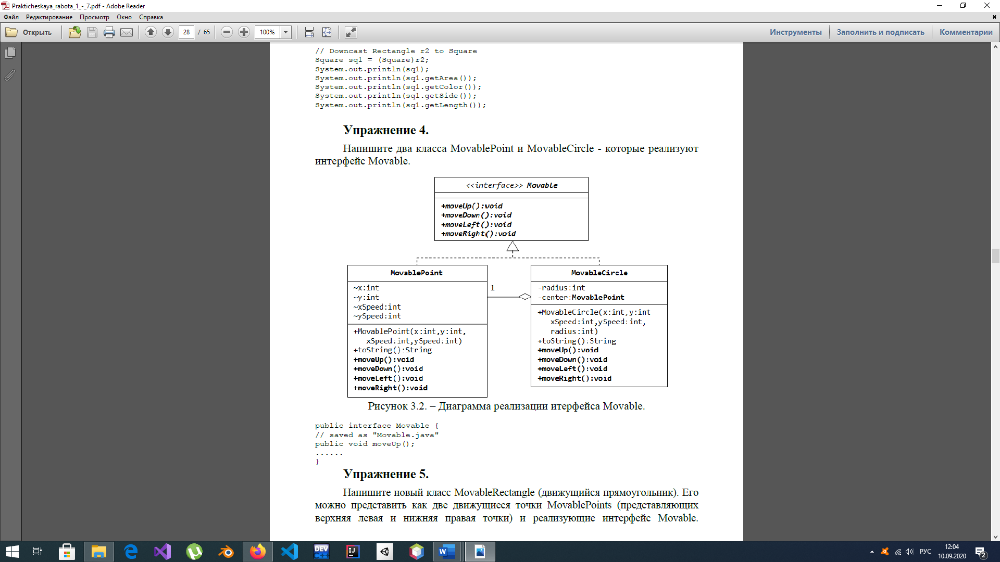 Prakticheskaya_rabota_1_-_7.pdf - Adobe Reader
Файл Редактирование Просмотр Окно Справка
Открыть 28 / 65 100% Инструменты Заполнить и подписать Комментарии
// Downcast Rectangle r2 to Square
Square sq1 = (Square)r2;
System.out.println(sq1);
System.out.println(sq1.getArea());
System.out.println(sq1.getColor());
System.out.println(sq1.getSide());
System.out.println(sq1.getLength());
Упражнение 4.
Напишите два класса MovablePoint и MovableCircle - которые реализуют
интерфейс Movable.
<<interface>> Movable
+moveUp():void
+moveDown():void
+moveLeft():void
+moveRight():void
MovablePoint
~x:int
~y:int
~xSpeed:int
~ySpeed:int
+MovablePoint(x:int,y:int,
xSpeed:int,ySpeed:int)
+toString():String
+moveUp():void
+moveDown():void
+moveLeft():void
+moveRight():void
1
MovableCircle
-radius:int
-center:MovablePoint
+MovableCircle(x:int,y:int
xSpeed:int,ySpeed:int,
radius:int)
+toString():String
+moveUp():void
+moveDown():void
+moveLeft():void
+moveRight():void
Рисунок 3.2. – Диаграмма реализации итерфейса Movable.
public interface Movable {
// saved as "Movable.java"
public void moveUp();
......
}
Упражнение 5.
Напишите новый класс MovableRectangle (движущийся прямоугольник). Его
можно представить как две движущиеся точки MovablePoints (представляющих
верхняя левая и нижняя правая точки) и реализующие интерфейс Movable.
DEV
C++
IJ
W
РУС
12:04
10.09.2020
2